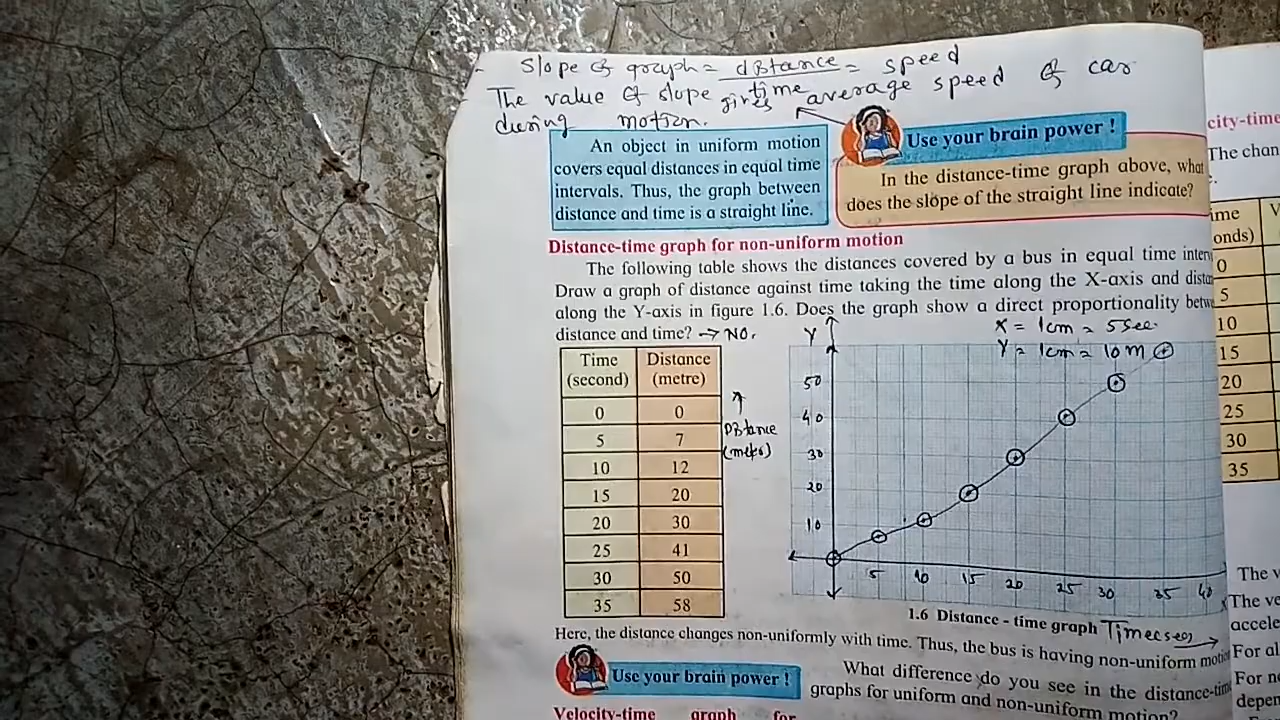 Slope of graph = distance = speed
time
The value of slope gives average speed of car
during motion.
An object in uniform motion
covers equal distances in equal time
intervals. Thus, the graph between
distance and time is a straight line.
Use your brain power !
In the distance-time graph above, what
does the slope of the straight line indicate?
Distance-time graph for non-uniform motion
The following table shows the distances covered by a bus in equal time
Draw a graph of distance against time taking the time along the X-axis and
along the Y-axis in figure 1.6. Does the graph show a direct proportionality
distance and time? → NO.
X = 1cm = 5 sec.
Y = 1cm = 10 m
Time Distance
(second) (metre)
0 0
5 7
10 12
15 20
20 30
25 41
30 50
35 58
Distance
Y
50
40
30
20
10
5 10 15 20 25 30 35 40
X
1.6 Distance - time graph Time
Here, the distance changes non-uniformly with time. Thus, the bus is having non-uniform
Use your brain power !
What difference do you see in the
graphs for uniform and non-uniform motion?
Velocity-time graph for
The chan
0
5
10
15
20
25
30
35
The v
The ve
accele
For al
For n
depen